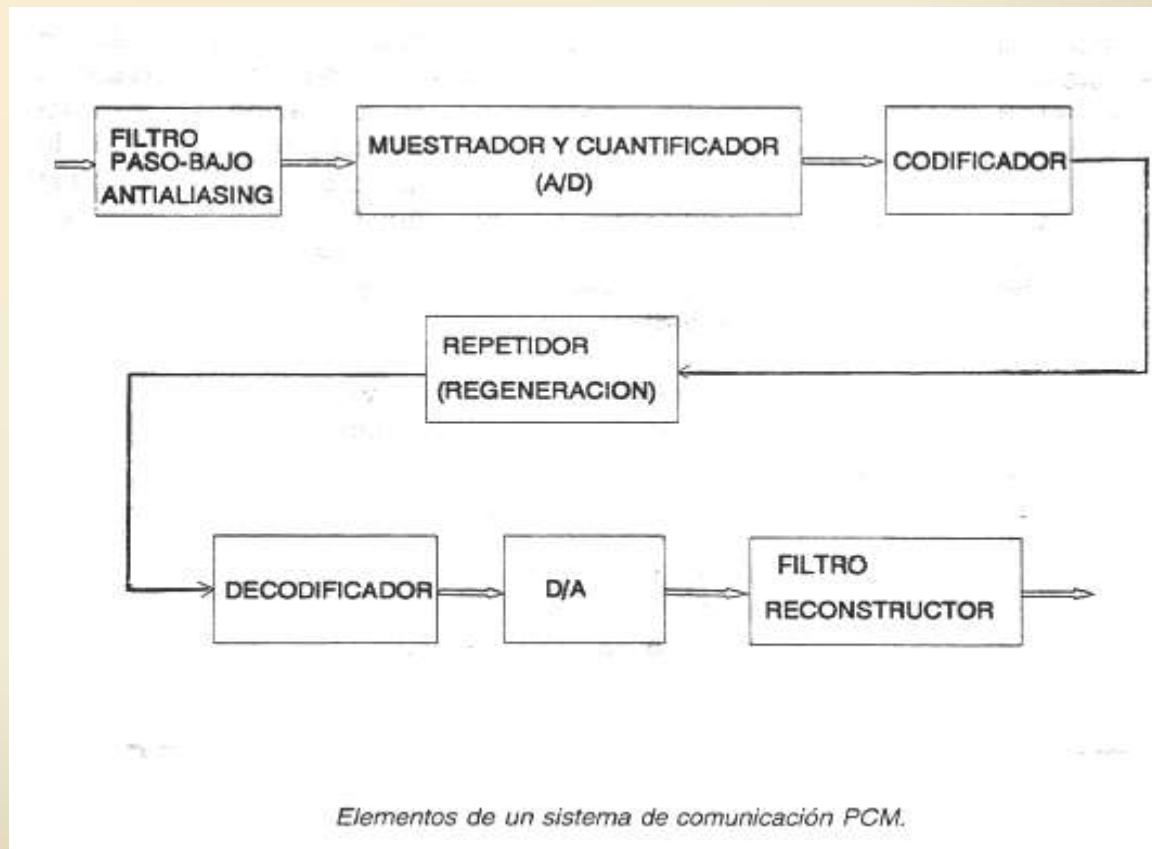 FILTRO
PASO-BAJO
ANTIALIASING
MUESTRADOR Y CUANTIFICADOR
(A/D)
CODIFICADOR
REPETIDOR
(REGENERACION)
DECODIFICADOR
D/A
FILTRO
RECONSTRUCTOR
Elementos de un sistema de comunicación PCM.